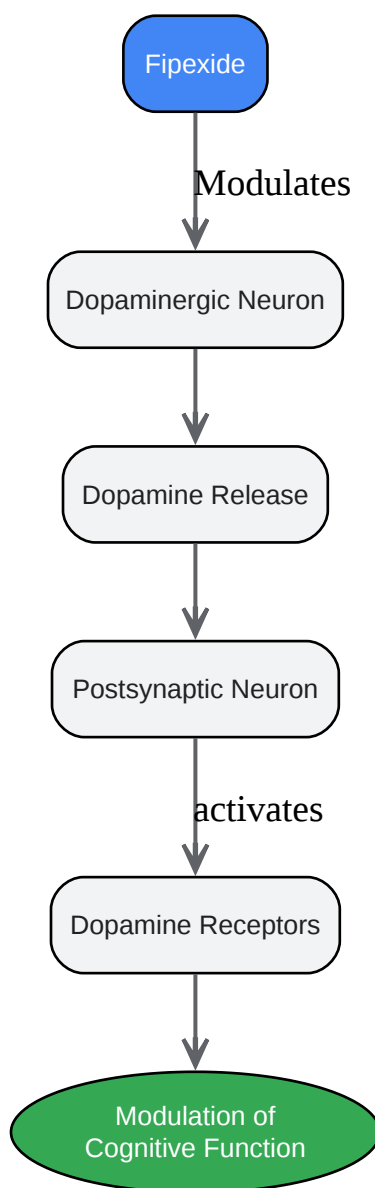 Fipexide
Modulates
Dopaminergic Neuron
Dopamine Release
Postsynaptic Neuron
activates
Dopamine Receptors
Modulation of
Cognitive Function